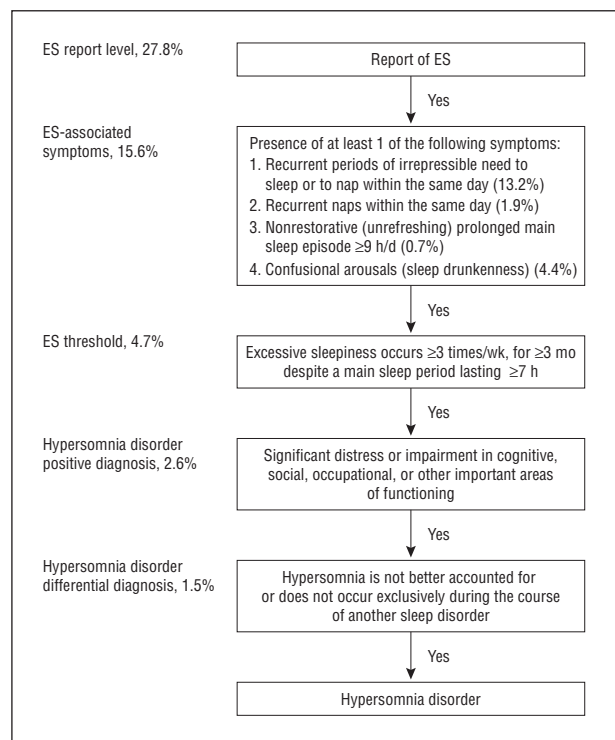 ES report level, 27.8%
Report of ES
Yes
ES-associated
symptoms, 15.6%
Presence of at least 1 of the following symptoms:
1. Recurrent periods of irrepressible need to
sleep or to nap within the same day (13.2%)
2. Recurrent naps within the same day (1.9%)
3. Nonrestorative (unrefreshing) prolonged main
sleep episode ≥9 h/d (0.7%)
4. Confusional arousals (sleep drunkenness) (4.4%)
Yes
ES threshold, 4.7%
Excessive sleepiness occurs ≥3 times/wk, for ≥3 mo
despite a main sleep period lasting ≥7 h
Yes
Hypersomnia disorder
positive diagnosis, 2.6%
Significant distress or impairment in cognitive,
social, occupational, or other important areas
of functioning
Yes
Hypersomnia disorder
differential diagnosis, 1.5%
Hypersomnia is not better accounted for
or does not occur exclusively during the course
of another sleep disorder
Yes
Hypersomnia disorder